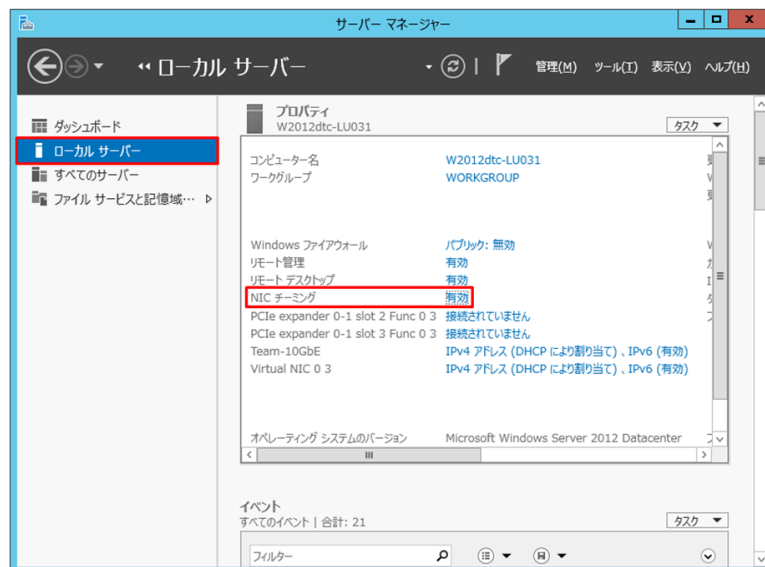 サーバー マネージャー
ローカル サーバー
管理(M) ツール(T) 表示(V) ヘルプ(H)
ダッシュボード
ローカル サーバー
すべてのサーバー
ファイル サービスと記憶域…
プロパティ
W2012dtc-LU031
タスク
コンピューター名 W2012dtc-LU031
ワークグループ WORKGROUP
Windows ファイアウォール パブリック: 無効
リモート管理 有効
リモート デスクトップ 有効
NIC チーミング 有効
PCIe expander 0-1 slot 2 Func 0 3 接続されていません
PCIe expander 0-1 slot 3 Func 0 3 接続されていません
Team-10GbE IPv4 アドレス (DHCP により割り当て) 、IPv6 (有効)
Virtual NIC 0 3 IPv4 アドレス (DHCP により割り当て) 、IPv6 (有効)
オペレーティング システムのバージョン Microsoft Windows Server 2012 Datacenter
イベント
すべてのイベント | 合計: 21
タスク
フィルター